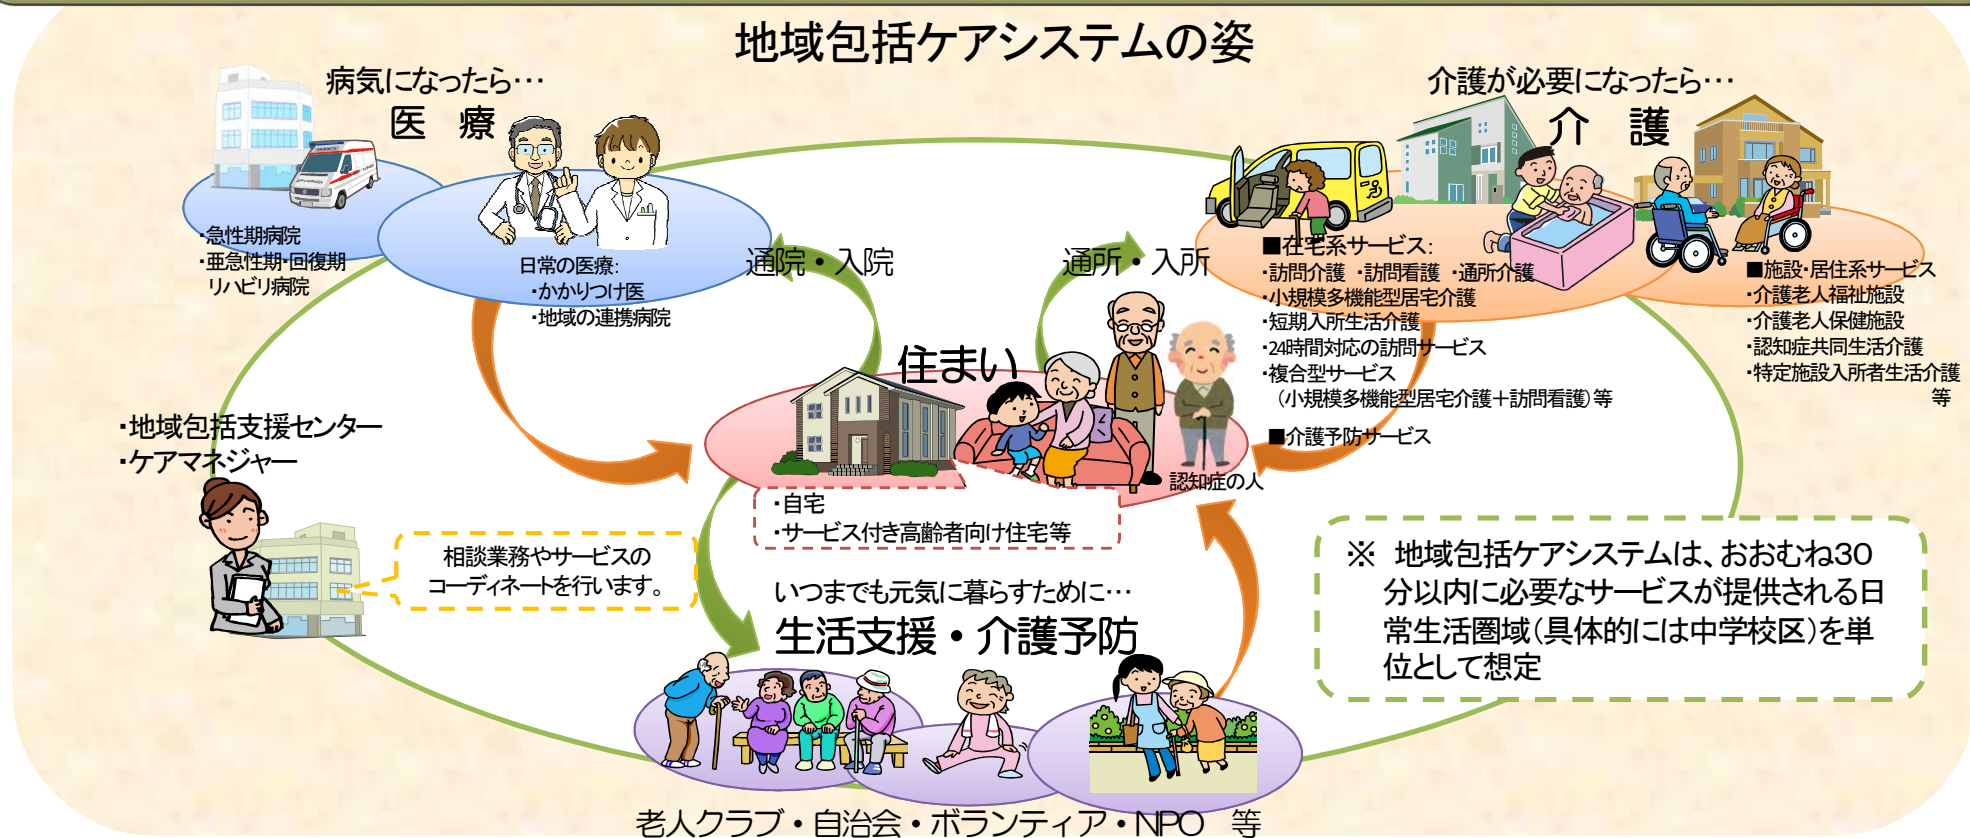 地域包括ケアシステムの姿
病気になったら…
医　療
・急性期病院
・亜急性期・回復期
リハビリ病院
日常の医療:
・かかりつけ医
・地域の連携病院
通院・入院
通所・入所
介護が必要になったら…
介　護
■在宅系サービス:
・訪問介護 ・訪問看護 ・通所介護
・小規模多機能型居宅介護
・短期入所生活介護
・24時間対応の訪問サービス
・複合型サービス
（小規模多機能型居宅介護＋訪問看護）等
■介護予防サービス
■施設・居住系サービス
・介護老人福祉施設
・介護老人保健施設
・認知症共同生活介護
・特定施設入所者生活介護
等
住まい
認知症の人
・自宅
・サービス付き高齢者向け住宅等
・地域包括支援センター
・ケアマネジャー
相談業務やサービスの
コーディネートを行います。
いつまでも元気に暮らすために…
生活支援・介護予防
老人クラブ・自治会・ボランティア・NPO　等
※　地域包括ケアシステムは、おおむね30
分以内に必要なサービスが提供される日
常生活圏域（具体的には中学校区）を単
位として想定